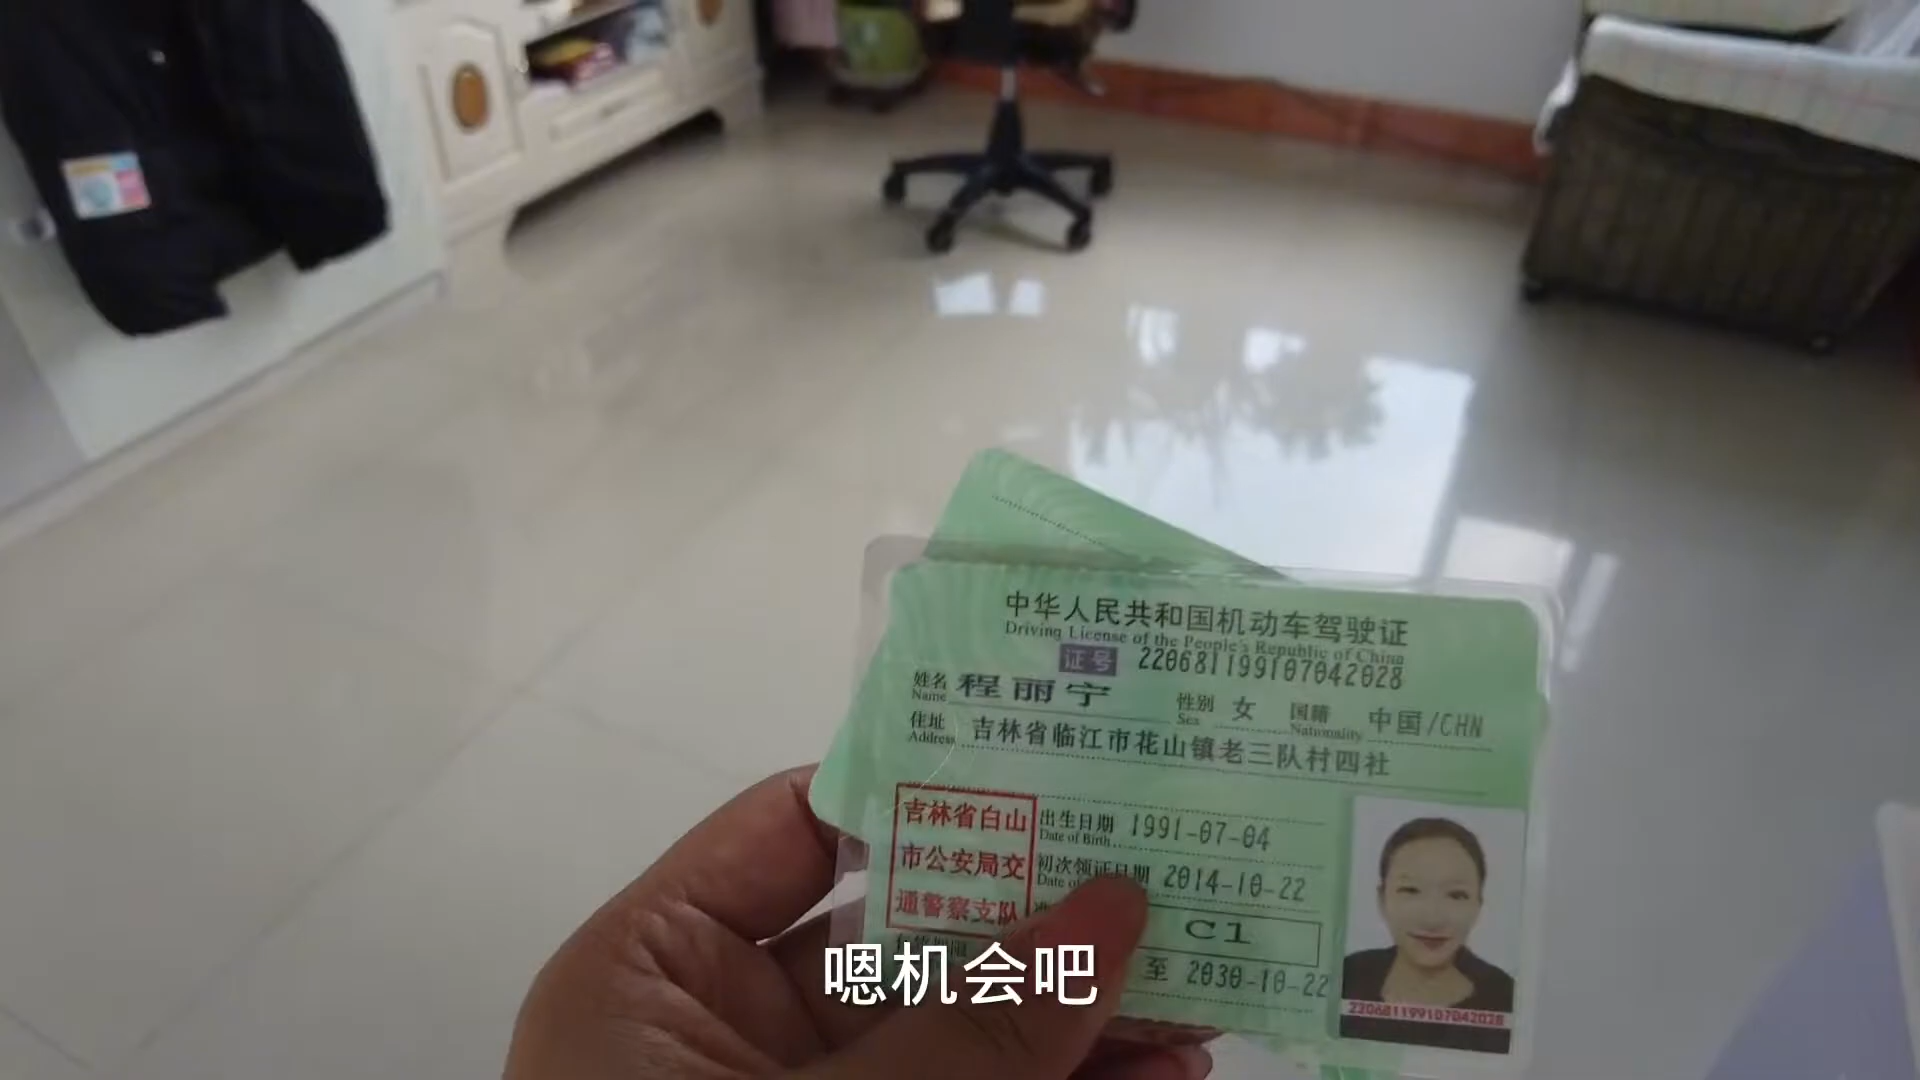 中华人民共和国机动车驾驶证
Driving License of the People's Republic of China
证号 220681199107042028
姓名 程丽宁 性别 女 国籍 中国/CHN
Name Sex Nationality
住址 吉林省临江市花山镇老三队村四社
Address
吉林省白山
市公安局交
通警察支队
出生日期 1991-07-04
Date of Birth
初次领证日期 2014-10-22
Date of
C1
至 2030-10-22
220681199107042028
嗯机会吧